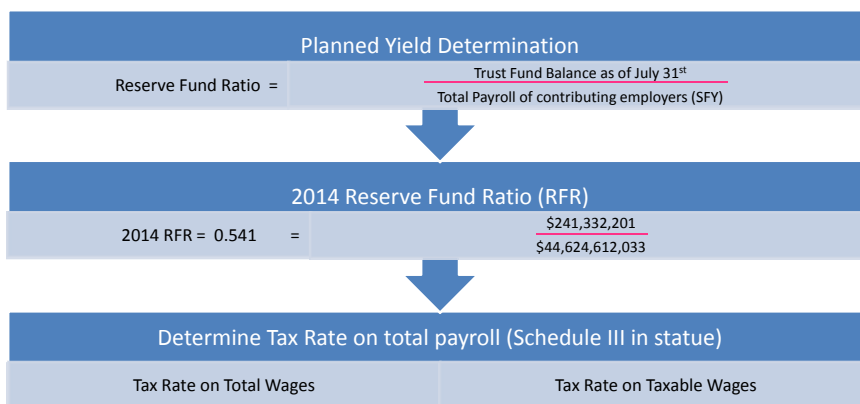 Planned Yield Determination
Reserve Fund Ratio =
Trust Fund Balance as of July 31st
Total Payroll of contributing employers (SFY)
2014 Reserve Fund Ratio (RFR)
2014 RFR = 0.541 =
$241,332,201
$44,624,612,033
Determine Tax Rate on total payroll (Schedule III in statue)
Tax Rate on Total Wages
Tax Rate on Taxable Wages